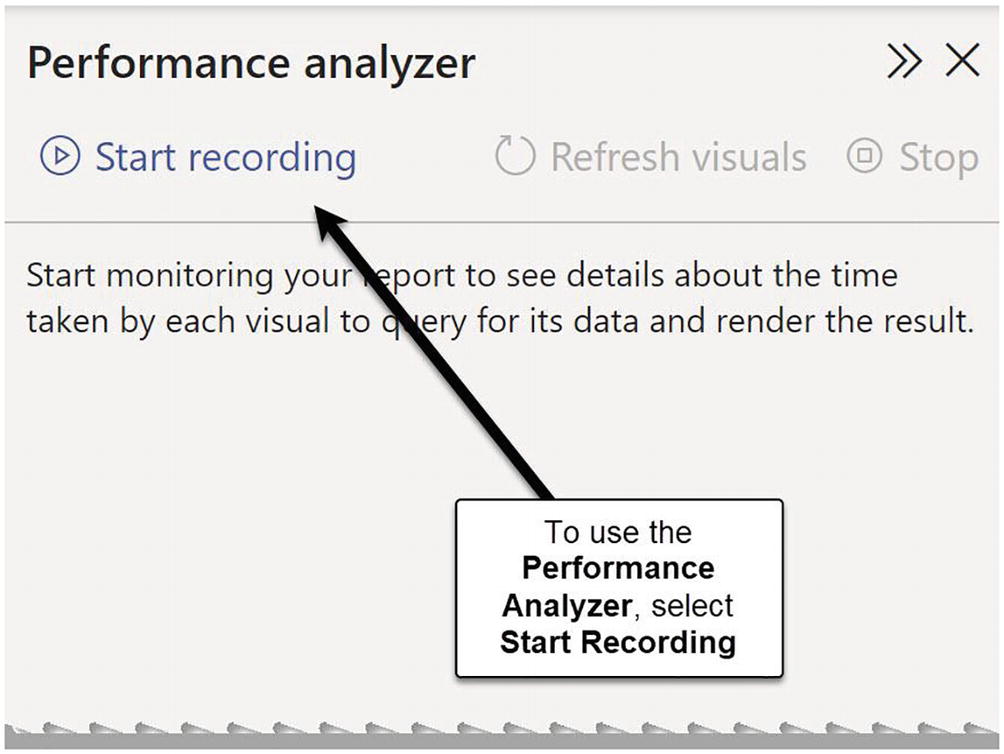 Performance analyzer
Start recording
Refresh visuals
Stop
Start monitoring your report to see details about the time
taken by each visual to query for its data and render the result.
To use the
Performance
Analyzer, select
Start Recording